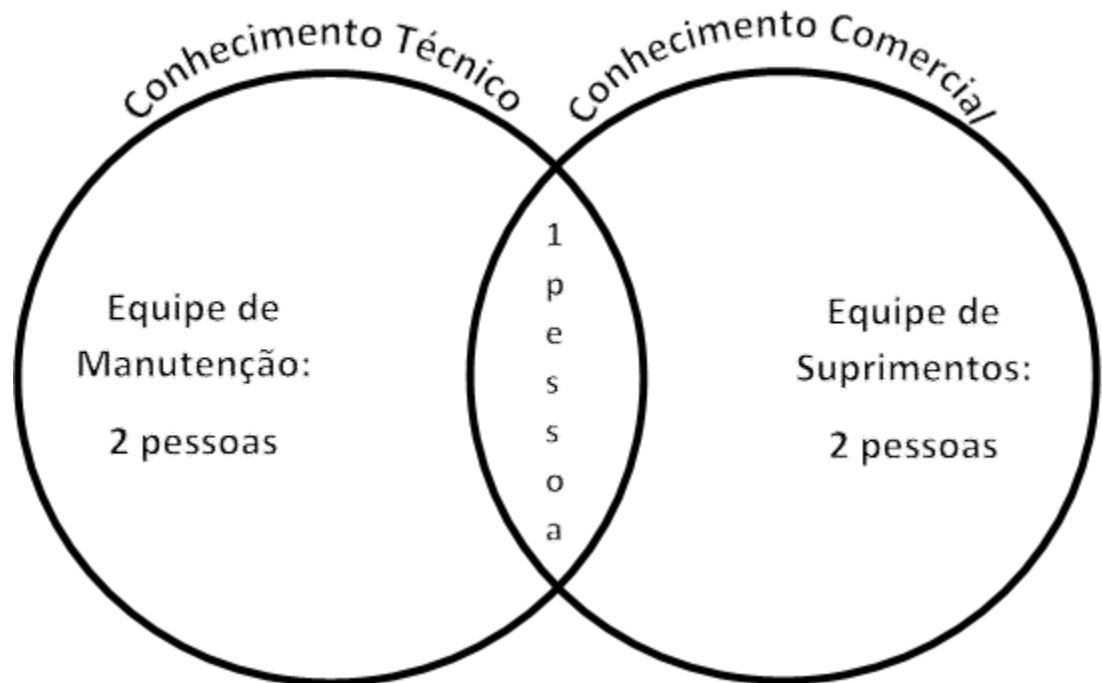 Conhecimento Técnico
Conhecimento Comercial
Equipe de
Manutenção:
2 pessoas
1
p
e
s
s
o
a
Equipe de
Suprimentos:
2 pessoas